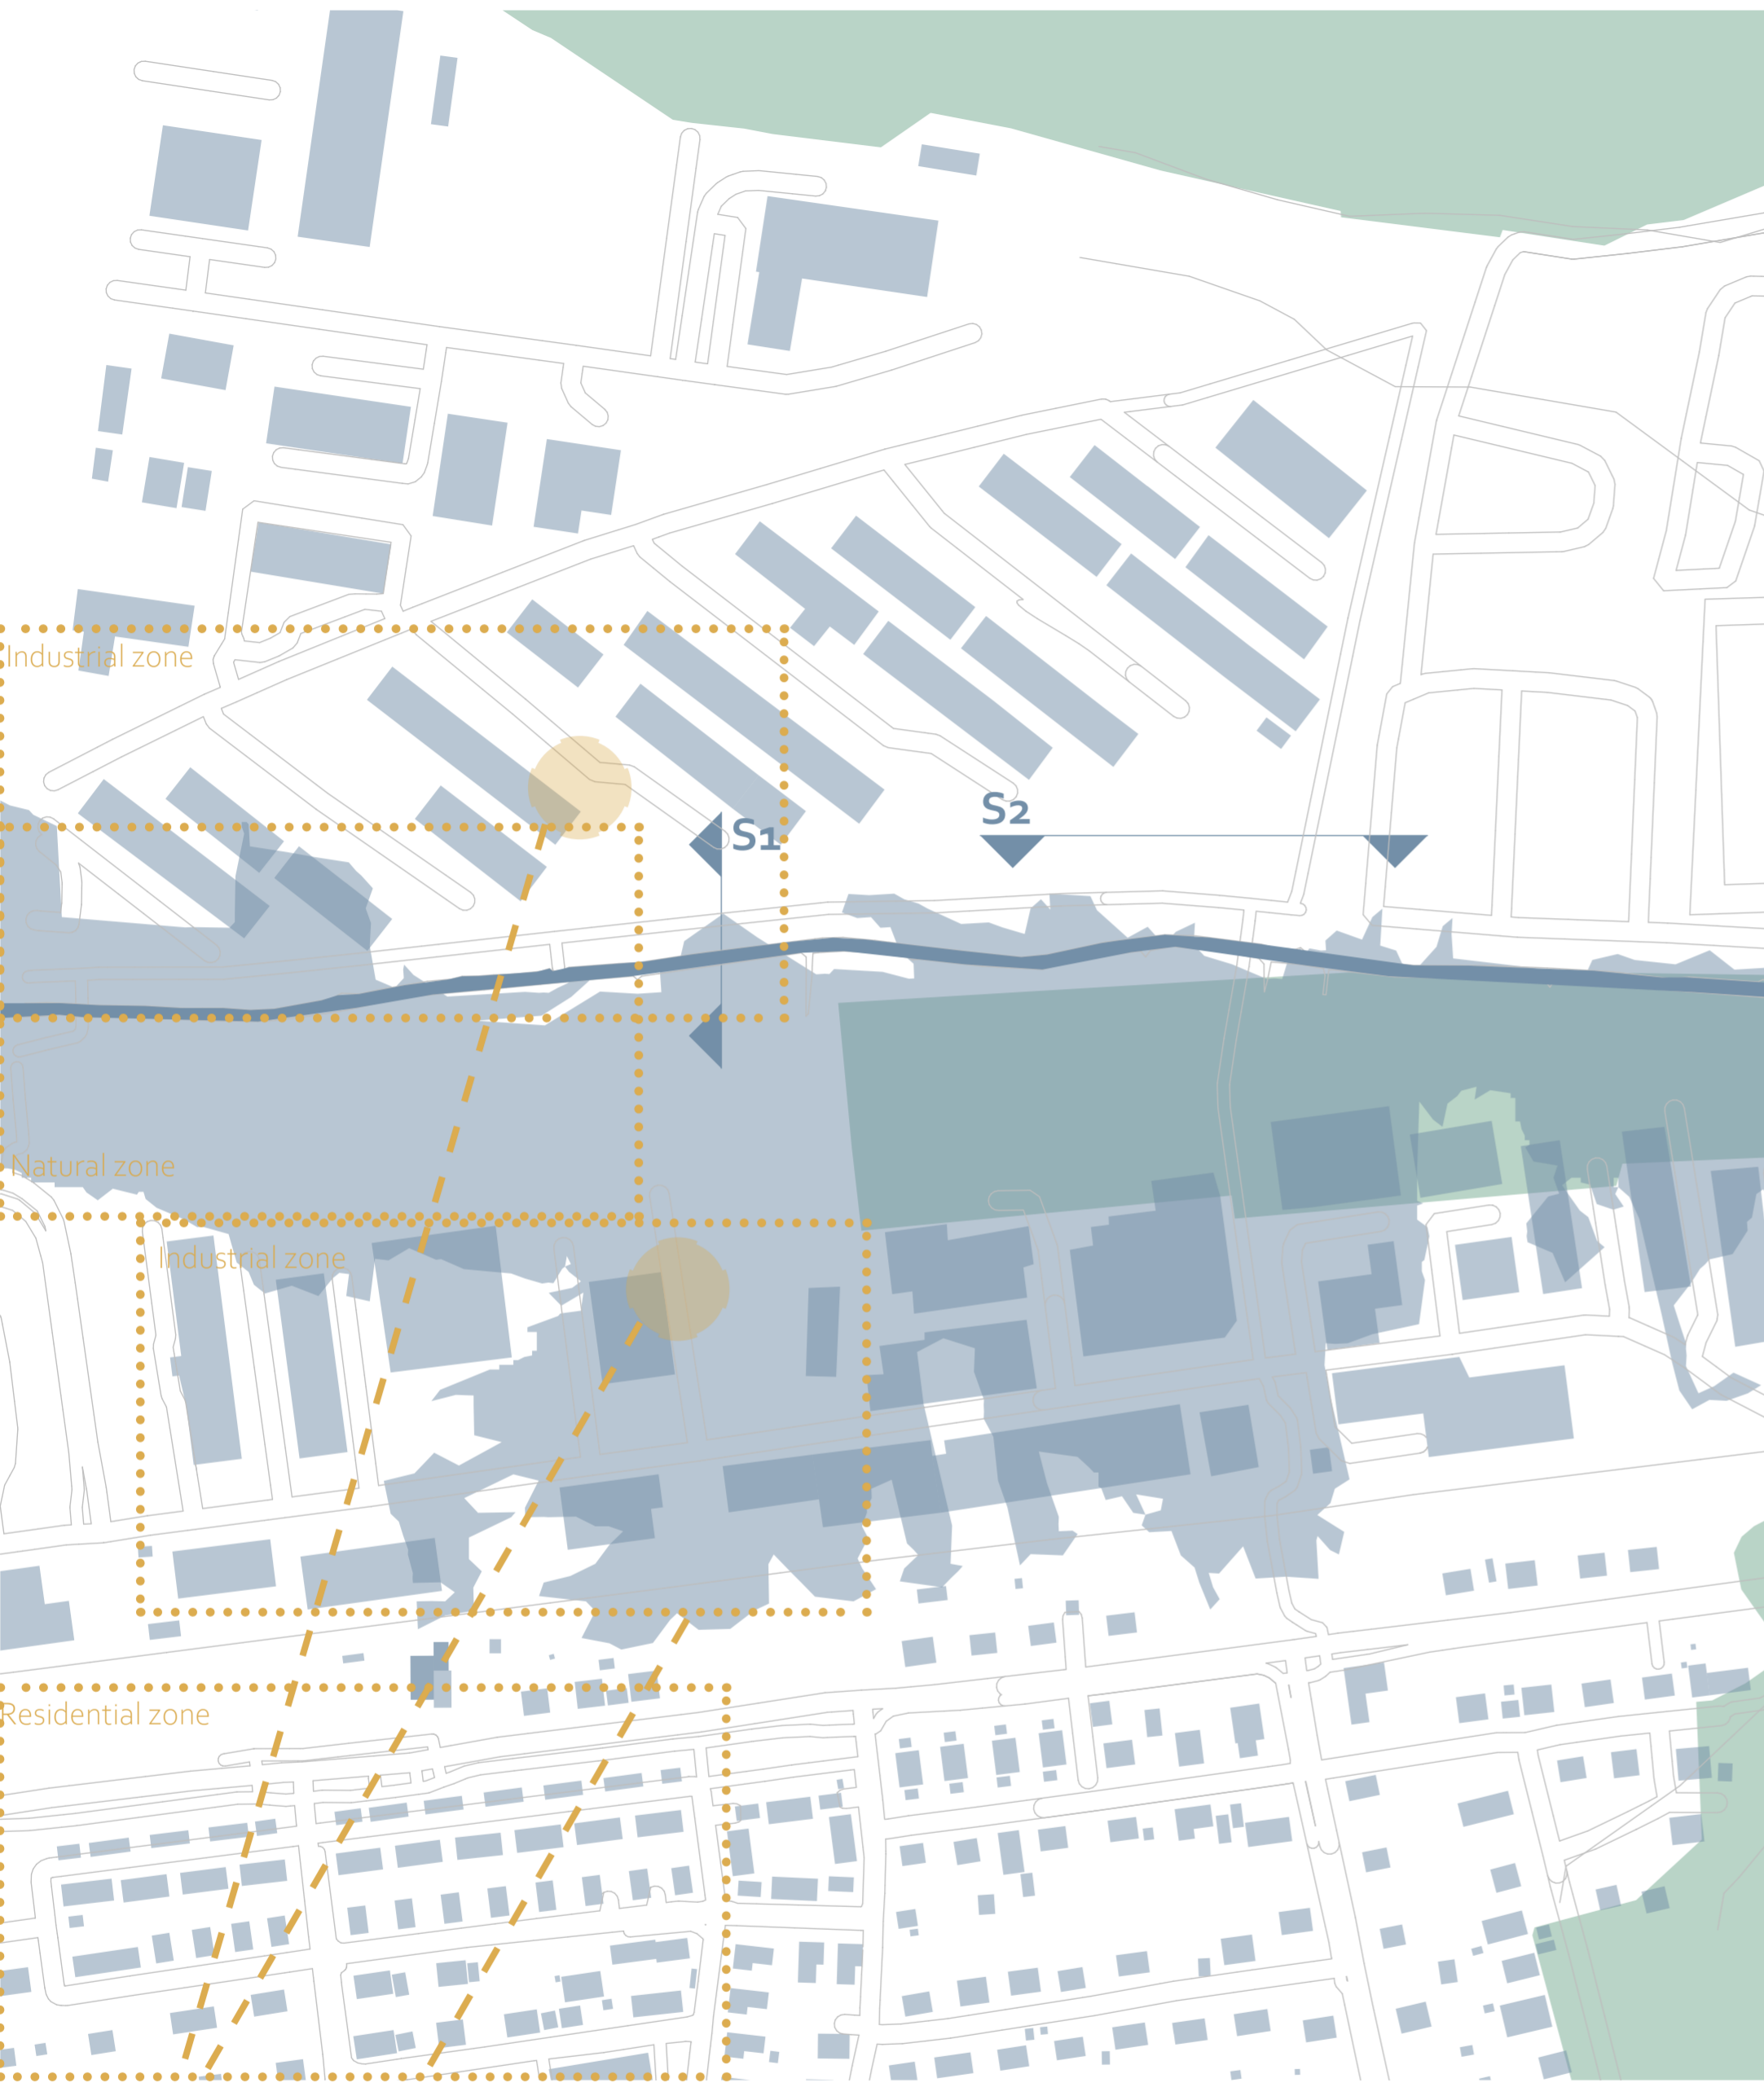 Industrial zone
S2
S1
Natural zone
Industrial zone
Residential zone